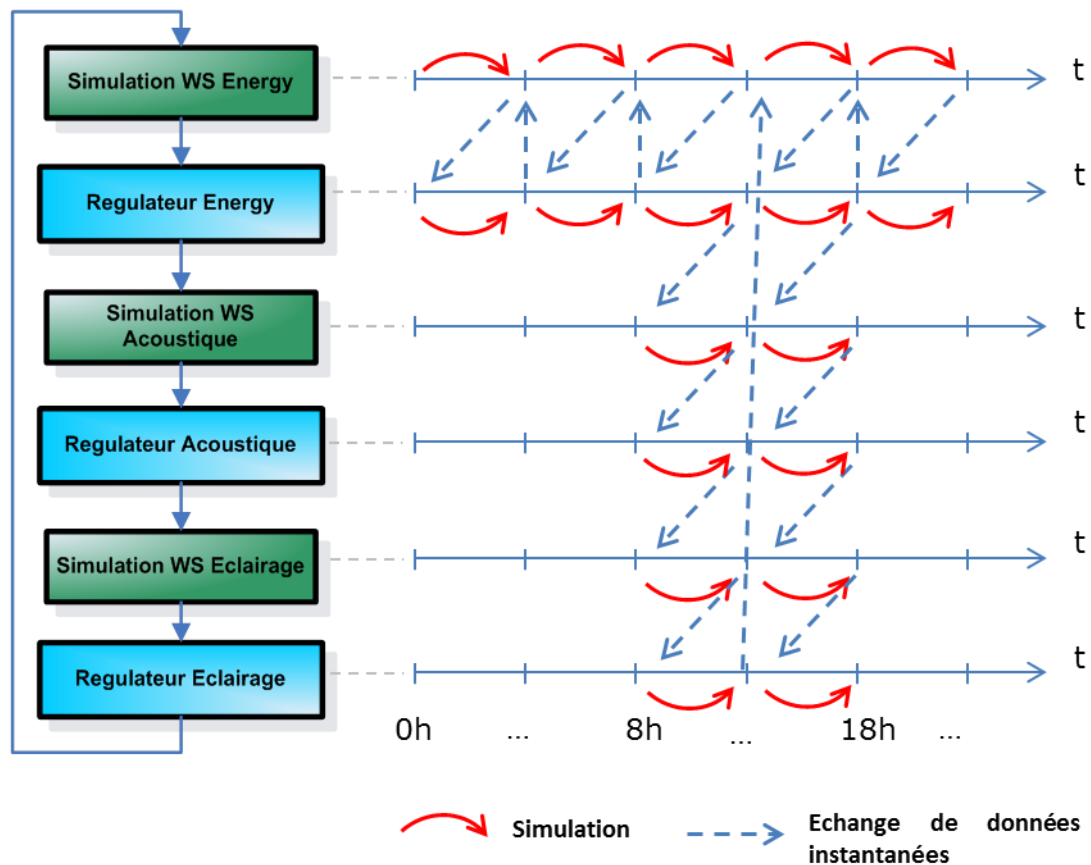 Simulation WS Energy
t
Regulateur Energy
t
Simulation WS
Acoustique
t
Regulateur Acoustique
t
Simulation WS Eclairage
t
Regulateur Eclairage
t
0h ... 8h ... 18h ...
Simulation
Echange de données
instantanées